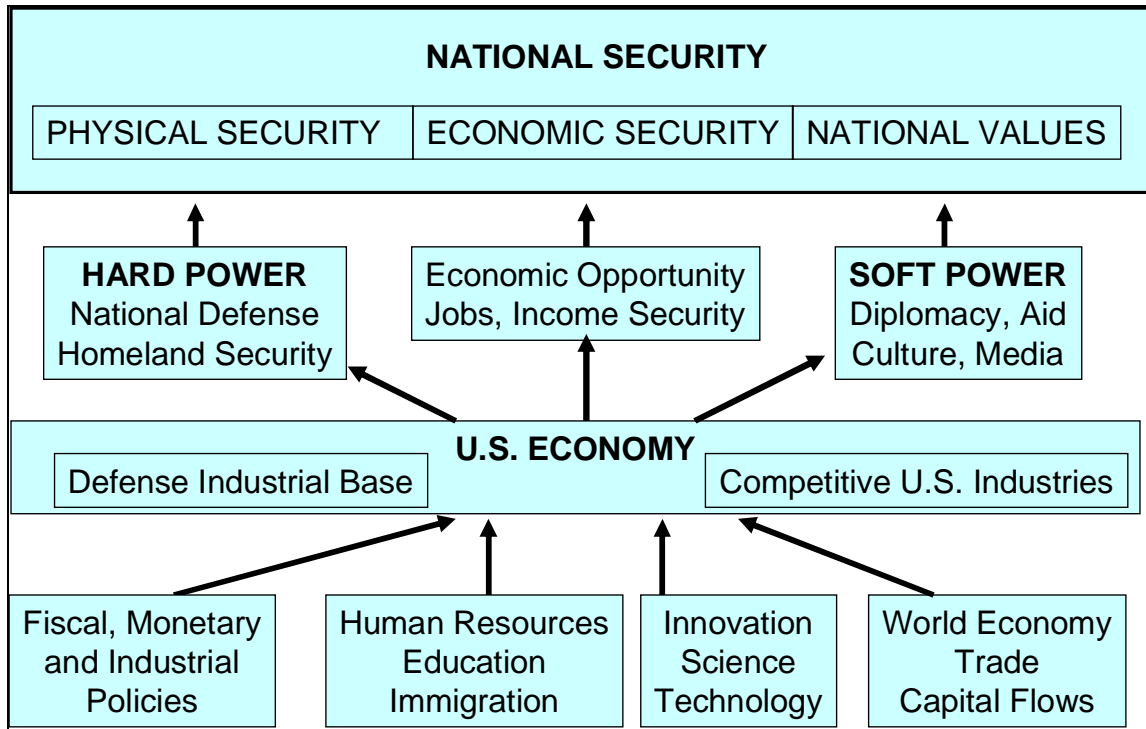 NATIONAL SECURITY
PHYSICAL SECURITY
ECONOMIC SECURITY
NATIONAL VALUES
HARD POWER
National Defense
Homeland Security
Economic Opportunity
Jobs, Income Security
SOFT POWER
Diplomacy, Aid
Culture, Media
U.S. ECONOMY
Defense Industrial Base
Competitive U.S. Industries
Fiscal, Monetary
and Industrial
Policies
Human Resources
Education
Immigration
Innovation
Science
Technology
World Economy
Trade
Capital Flows